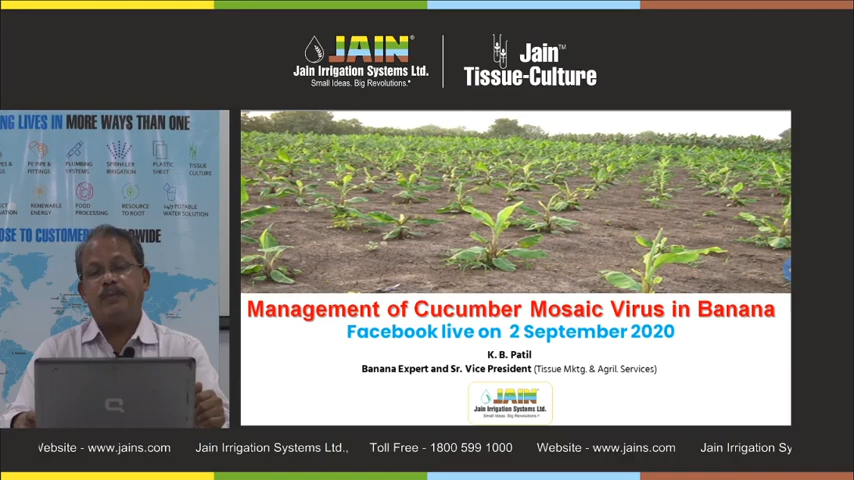 JAIN®
Jain Irrigation Systems Ltd.
Small Ideas. Big Revolutions.®
Jain™
Tissue-Culture
NG LIVES IN MORE WAYS THAN ONE
PE PIPE &
FITTINGS
PLUMBING
SYSTEMS
SPRINKLER
IRRIGATION
PLASTIC
SHEET
TISSUE
CULTURE
RENEWABLE
ENERGY
FOOD
PROCESSING
RESOURCE
TO ROOT
24/7 POTABLE
WATER SOLUTION
OSE TO CUSTOMER WIDE
Management of Cucumber Mosaic Virus in Banana
Facebook live on 2 September 2020
K. B. Patil
Banana Expert and Sr. Vice President (Tissue Mktg. & Agril. Services)
JAIN
Jain Irrigation Systems Ltd.
Small Ideas. Big Revolutions.®
Website - www.jains.com Jain Irrigation Systems Ltd., Toll Free - 1800 599 1000 Website - www.jains.com Jain Irrigation Sy